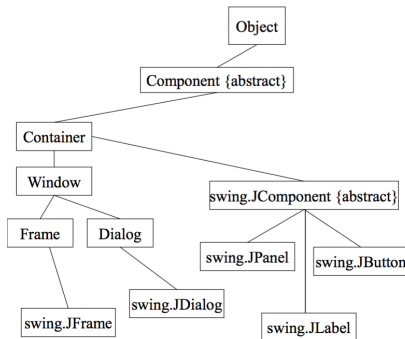 Object
Component {abstract}
Container
Window
swing.JComponent {abstract}
Frame
Dialog
swing.JPanel
swing.JButton
swing.JDialog
swing.JFrame
swing.JLabel